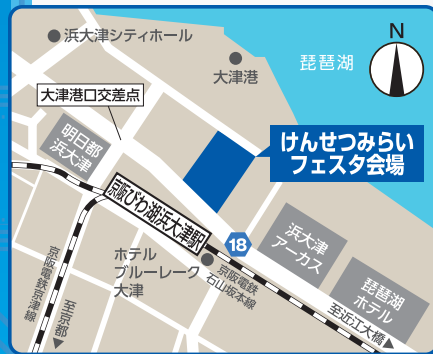 浜大津シティホール
N
琵琶湖
大津港
大津港口交差点
明日都
浜大津
けんせつみらい
フェスタ会場
京阪びわ湖浜大津駅
18
浜大津
アーカス
琵琶湖
ホテル
ホテル
ブルーレーク
大津
京阪電鉄
石山坂本線
京阪電鉄京津線
至京都
至近江大橋